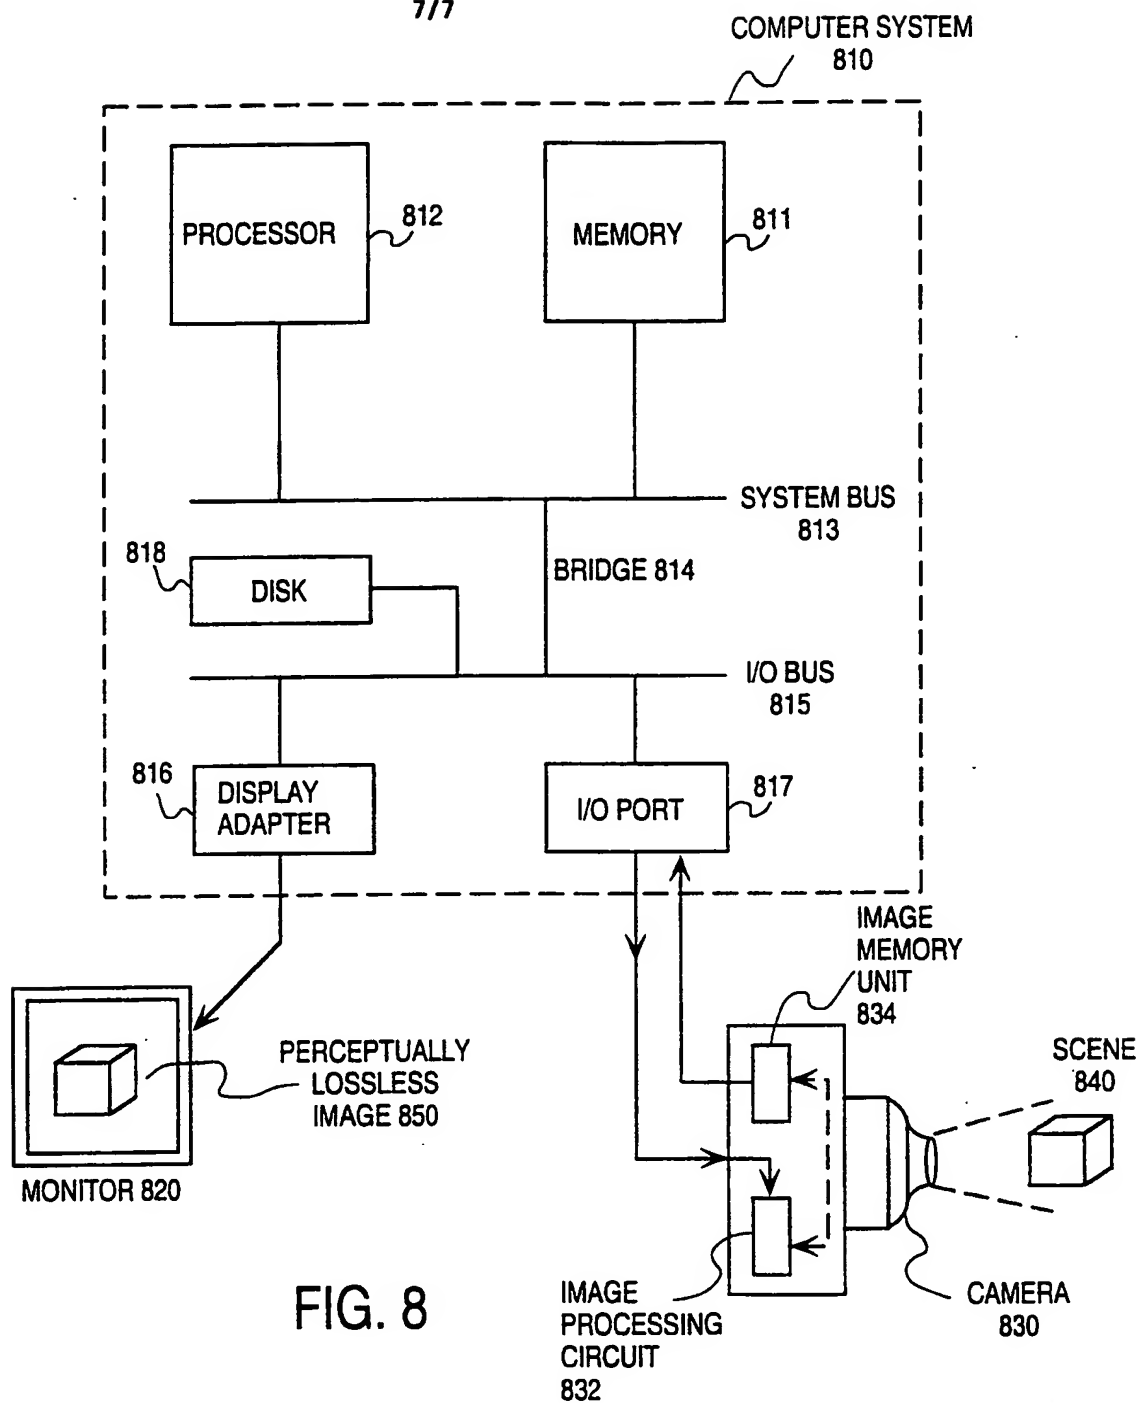 7/7
COMPUTER SYSTEM
810
PROCESSOR
812
MEMORY
811
SYSTEM BUS
813
818
DISK
BRIDGE 814
I/O BUS
815
816
DISPLAY
ADAPTER
I/O PORT
817
IMAGE
MEMORY
UNIT
834
PERCEPTUALLY
LOSSLESS
IMAGE 850
SCENE
840
MONITOR 820
FIG. 8
IMAGE
PROCESSING
CIRCUIT
832
CAMERA
830